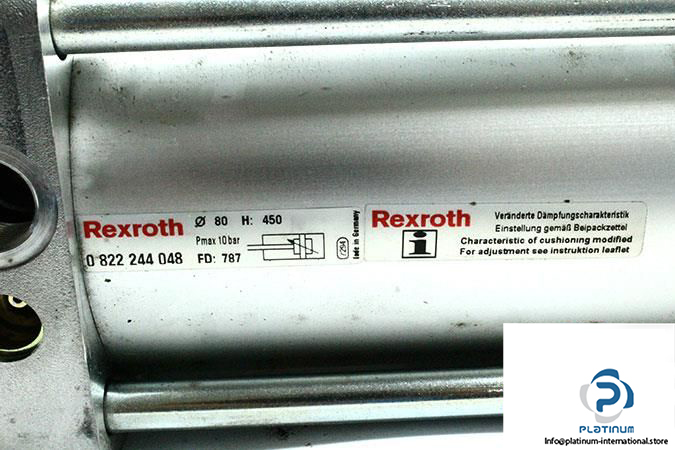 Rexroth Ø 80 H: 450
Pmax 10 bar
0 822 244 048 FD: 787
7294
Made in Germany
Rexroth
i
Veränderte Dämpfungscharakteristik
Einstellung gemäß Beipackzettel
Characteristic of cushioning modified
For adjustment see instruktion leaflet
PLATINUM
info@platinum-international.store